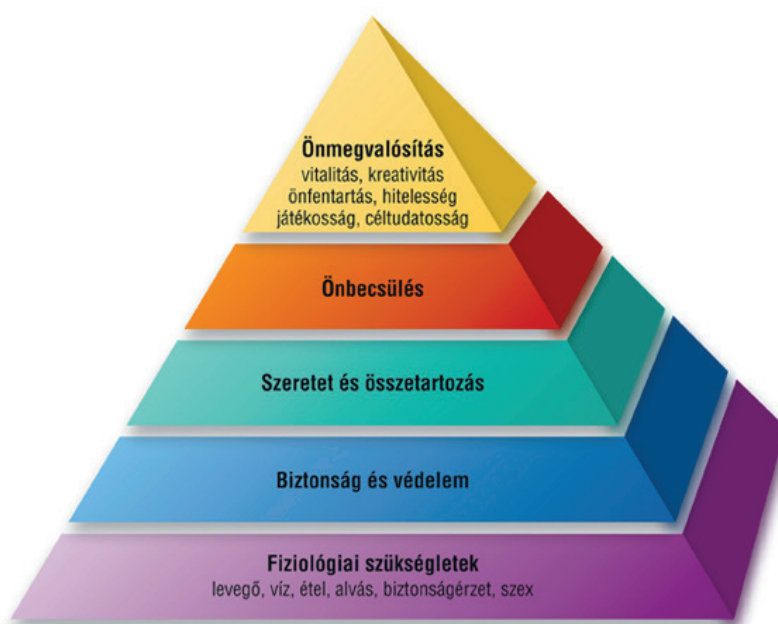 Önmegvalósítás
vitalitás, kreativitás
önfentartás, hitelesség
játékosság, céltudatosság
Önbecsülés
Szeretet és összetartozás
Biztonság és védelem
Fiziológiai szükségletek
levegő, víz, étel, alvás, biztonságérzet, szex